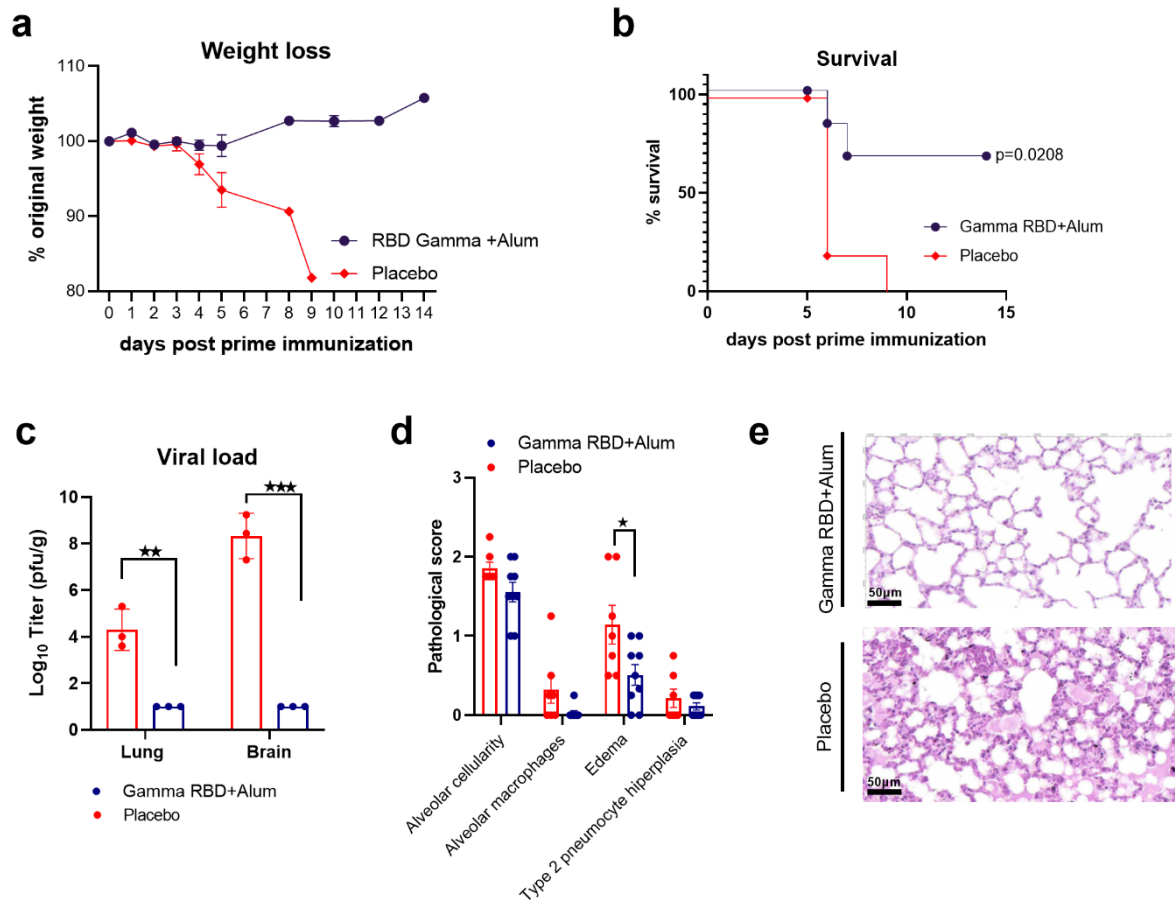 a
Weight loss
110
100
90
80
% original weight
RBD Gamma +Alum
Placebo
0 1 2 3 4 5 6 7 8 9 10 11 12 13 14
days post prime immunization
b
Survival
100
50
0
% survival
p=0.0208
Gamma RBD+Alum
Placebo
0 5 10 15
days post prime immunization
c
Viral load
★★★
★★
10
8
6
4
2
0
Log₁₀ Titer (pfu/g)
Lung Brain
Gamma RBD+Alum
Placebo
d
Gamma RBD+Alum
Placebo
★
3
2
1
0
Pathological score
Alveolar cellularity
Alveolar macrophages
Edema
Type 2 pneumocyte hiperplasia
e
Gamma RBD+Alum
50µm
Placebo
50µm